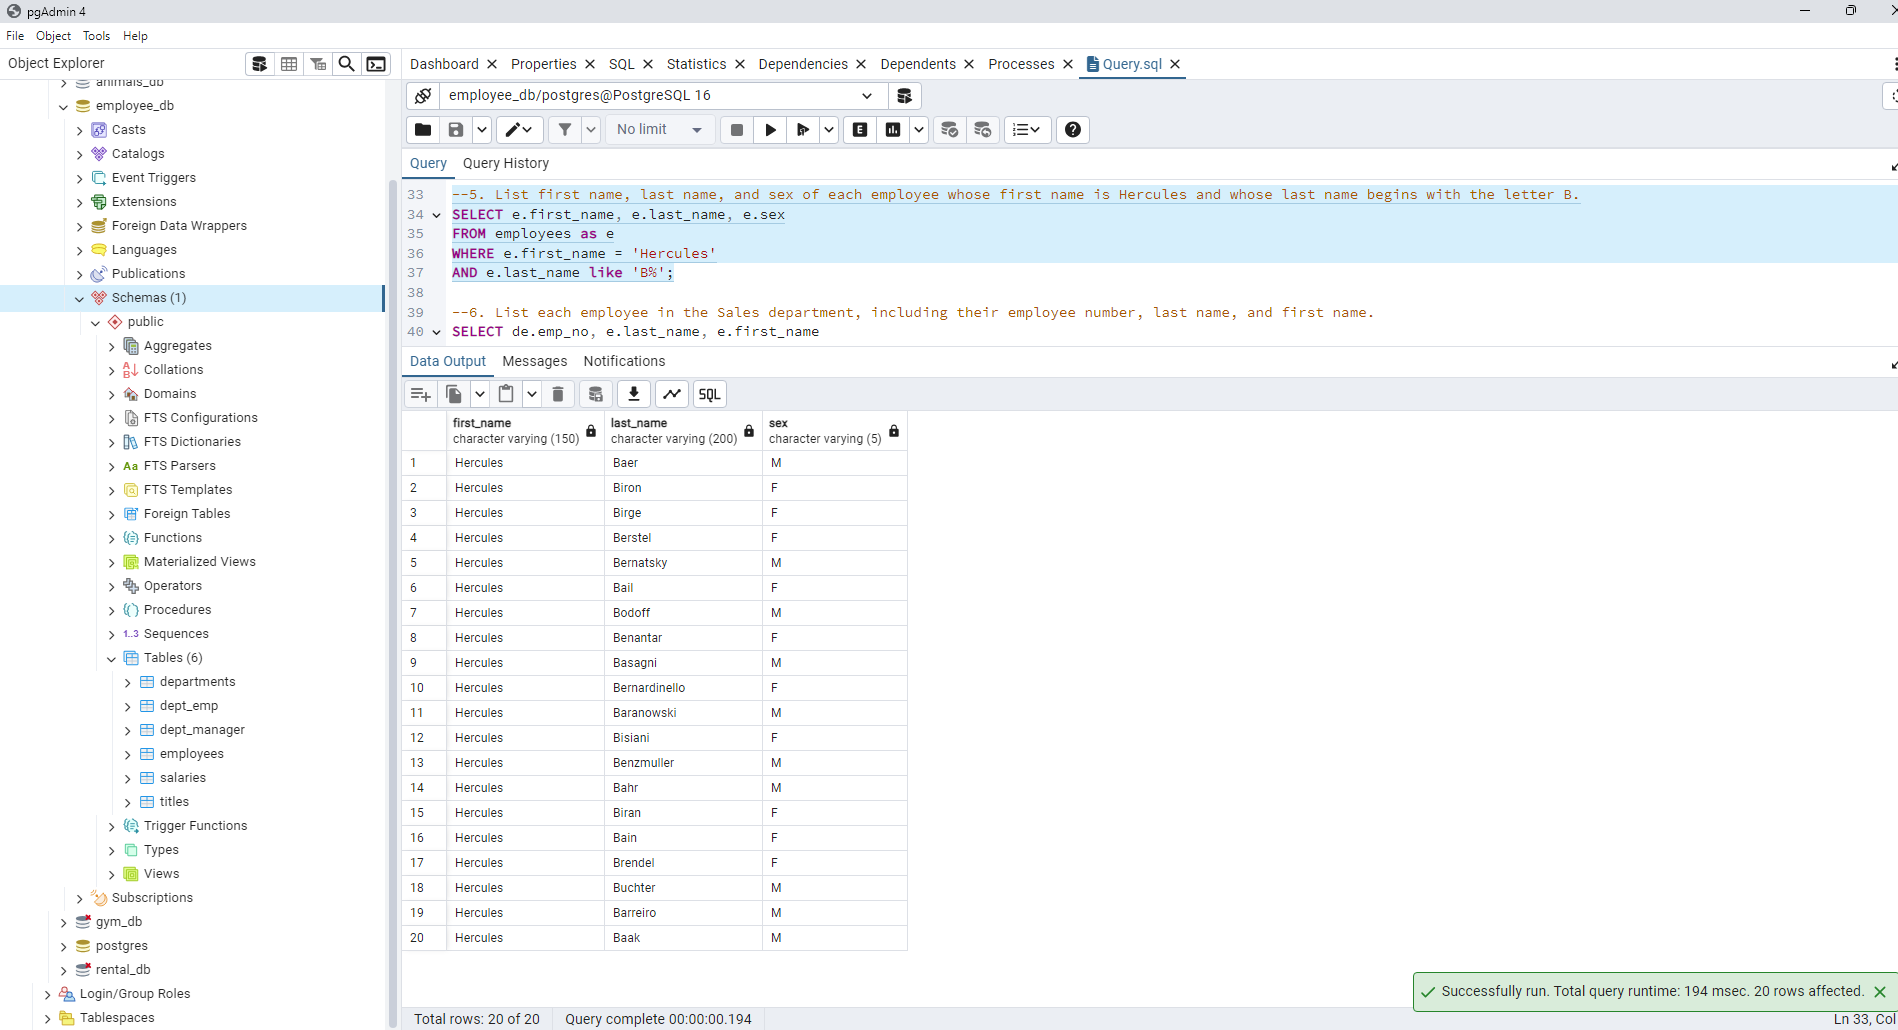 pgAdmin 4
File Object Tools Help
Object Explorer
animals_db
employee_db
Casts
Catalogs
Event Triggers
Extensions
Foreign Data Wrappers
Languages
Publications
Schemas (1)
public
Aggregates
Collations
Domains
FTS Configurations
FTS Dictionaries
Aa FTS Parsers
FTS Templates
Foreign Tables
Functions
Materialized Views
Operators
Procedures
1..3 Sequences
Tables (6)
departments
dept_emp
dept_manager
employees
salaries
titles
Trigger Functions
Types
Views
Subscriptions
gym_db
postgres
rental_db
Login/Group Roles
Tablespaces
Dashboard Properties SQL Statistics Dependencies Dependents Processes Query.sql
employee_db/postgres@PostgreSQL 16
No limit E
Query Query History
33 --5. List first name, last name, and sex of each employee whose first name is Hercules and whose last name begins with the letter B.
34 SELECT e.first_name, e.last_name, e.sex
35 FROM employees as e
36 WHERE e.first_name = 'Hercules'
37 AND e.last_name like 'B%';
38
39 --6. List each employee in the Sales department, including their employee number, last name, and first name.
40 SELECT de.emp_no, e.last_name, e.first_name
Data Output Messages Notifications
SQL
first_name last_name sex
character varying (150) character varying (200) character varying (5)
1 Hercules Baer M
2 Hercules Biron F
3 Hercules Birge F
4 Hercules Berstel F
5 Hercules Bernatsky M
6 Hercules Bail F
7 Hercules Bodoff M
8 Hercules Benantar F
9 Hercules Basagni M
10 Hercules Bernardinello F
11 Hercules Baranowski M
12 Hercules Bisiani F
13 Hercules Benzmuller M
14 Hercules Bahr M
15 Hercules Biran F
16 Hercules Bain F
17 Hercules Brendel F
18 Hercules Buchter M
19 Hercules Barreiro M
20 Hercules Baak M
Successfully run. Total query runtime: 194 msec. 20 rows affected.
Total rows: 20 of 20 Query complete 00:00:00.194 Ln 33, Col